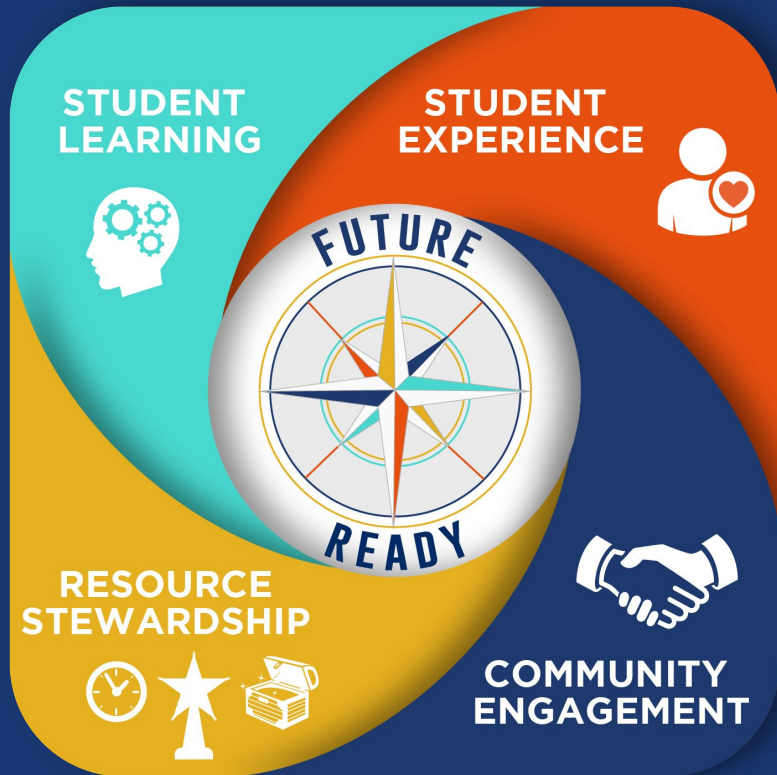 STUDENT
LEARNING
STUDENT
EXPERIENCE
FUTURE
READY
RESOURCE
STEWARDSHIP
COMMUNITY
ENGAGEMENT